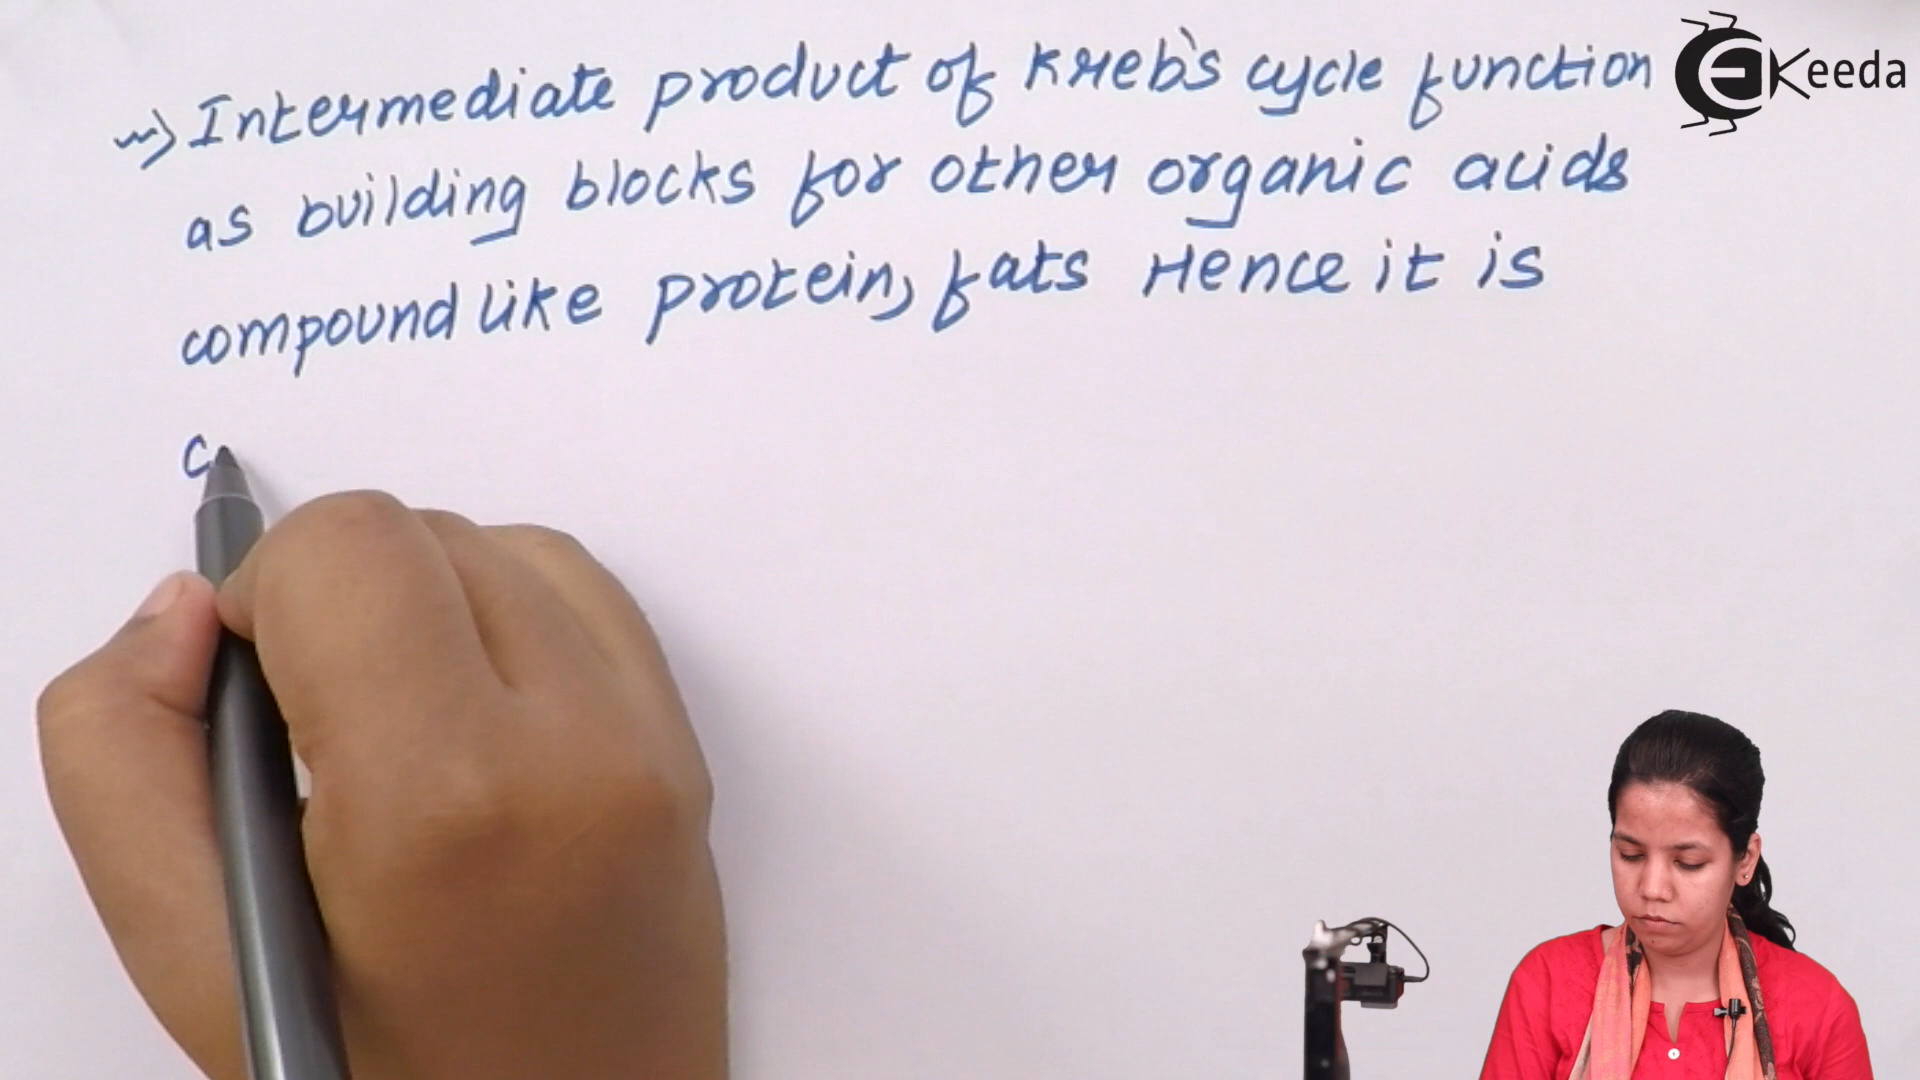 Intermediate product of Kreb's cycle function
as building blocks for other organic acids
compound like protein, fats Hence it is
c
EKeeda